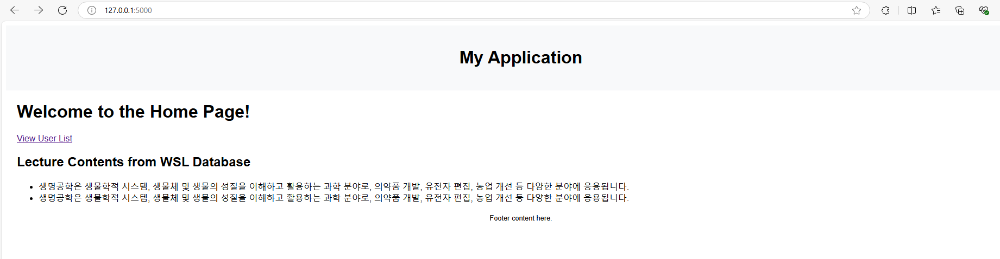 127.0.0.1:5000
My Application
Welcome to the Home Page!
View User List
Lecture Contents from WSL Database
생명공학은 생물학적 시스템, 생물체 및 생물의 성질을 이해하고 활용하는 과학 분야로, 의약품 개발, 유전자 편집, 농업 개선 등 다양한 분야에 응용됩니다.
생명공학은 생물학적 시스템, 생물체 및 생물의 성질을 이해하고 활용하는 과학 분야로, 의약품 개발, 유전자 편집, 농업 개선 등 다양한 분야에 응용됩니다.
Footer content here.